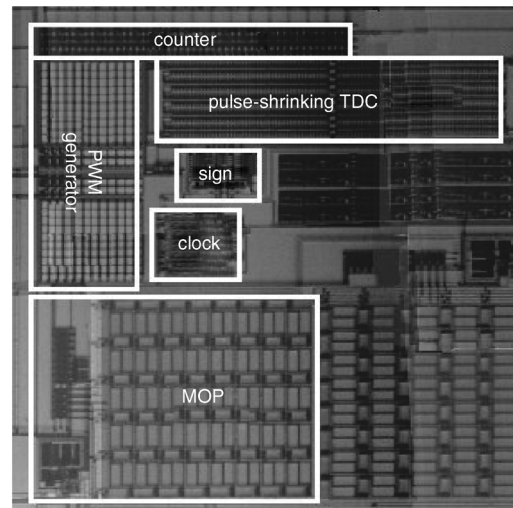 counter
pulse-shrinking TDC
PWM
generator
sign
clock
MOP